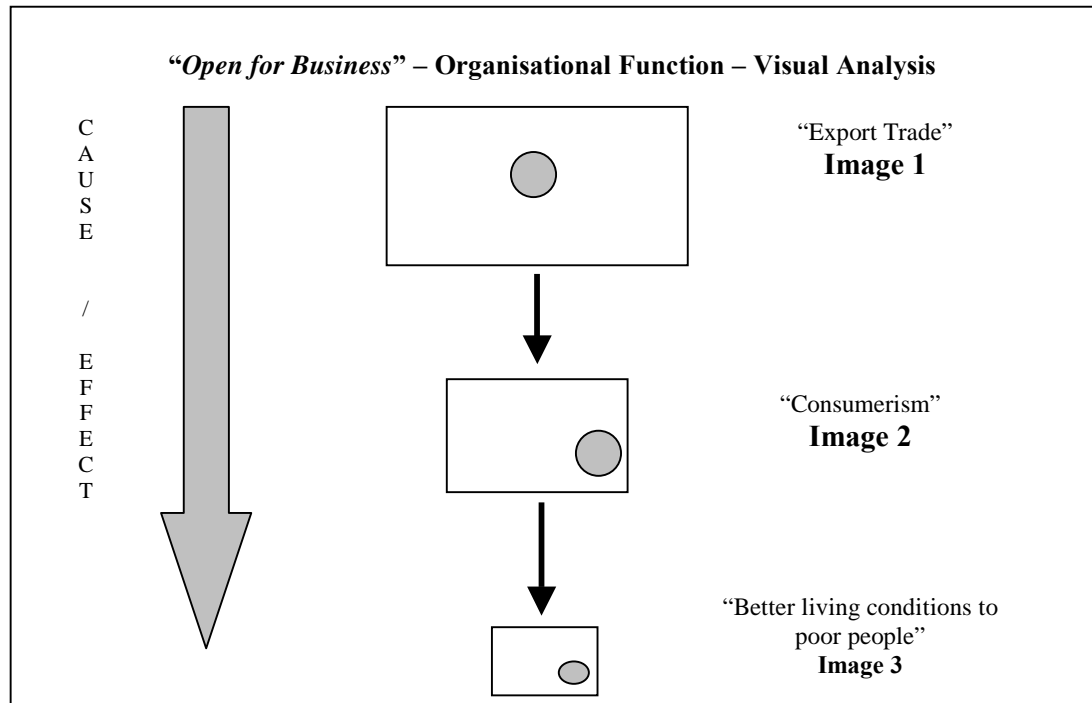 “Open for Business” – Organisational Function – Visual Analysis
C
A
U
S
E
/
E
F
F
E
C
T
“Export Trade”
Image 1
“Consumerism”
Image 2
“Better living conditions to
poor people”
Image 3